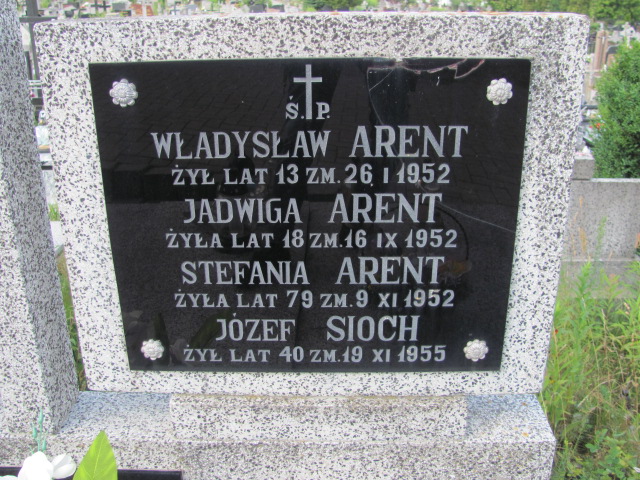 Ś.P.
WŁADYSŁAW ARENT
ŻYŁ LAT 13 ZM. 26 I 1952
JADWIGA ARENT
ŻYŁA LAT 18 ZM. 16 IX 1952
STEFANIA ARENT
ŻYŁA LAT 79 ZM. 9 XI 1952
JÓZEF SIOCH
ŻYŁ LAT 40 ZM. 19 XI 1955